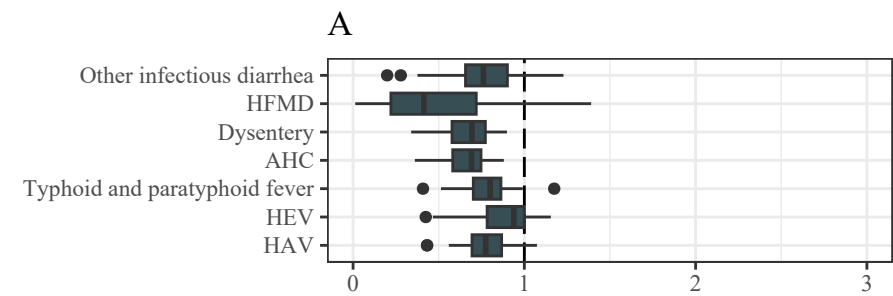 A
Other infectious diarrhea
HFMD
Dysentery
AHC
Typhoid and paratyphoid fever
HEV
HAV
0 1 2 3